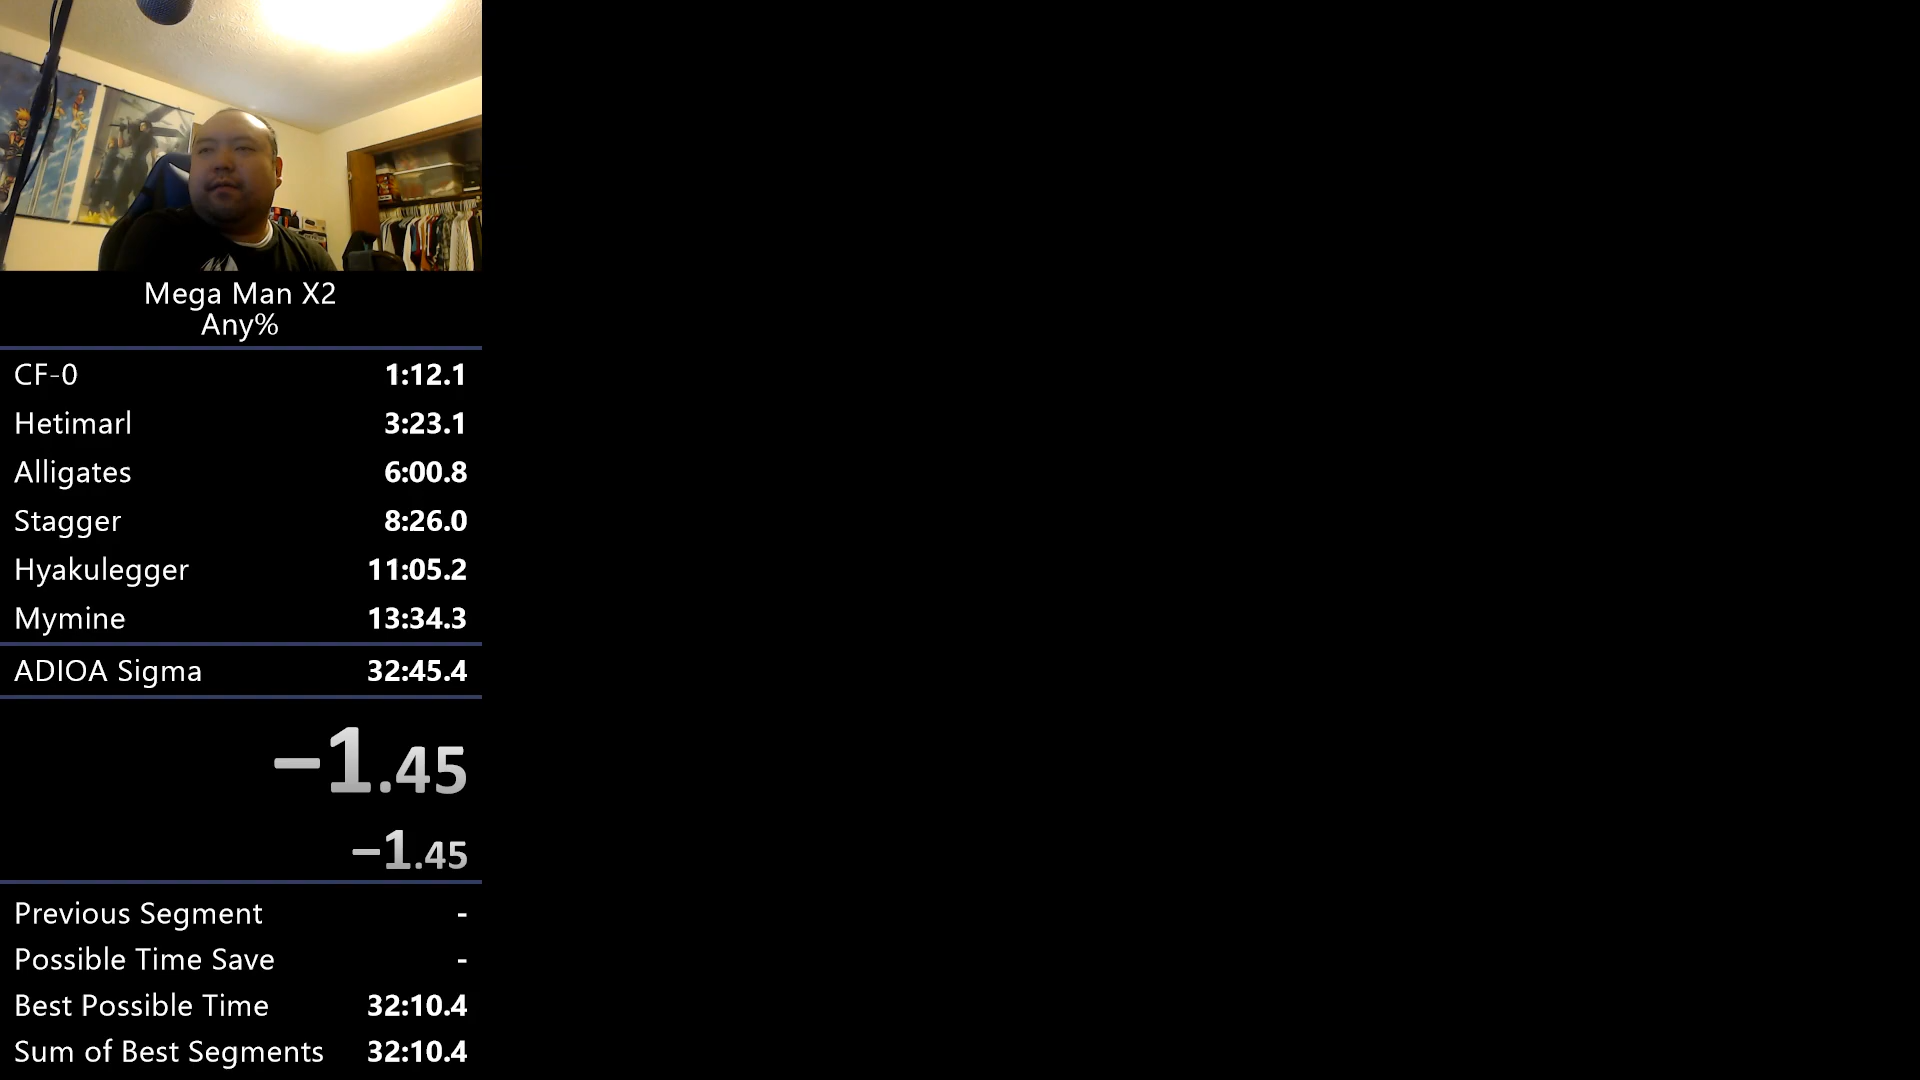 Mega Man X2
Any%
CF-0 1:12.1
Hetimarl 3:23.1
Alligates 6:00.8
Stagger 8:26.0
Hyakulegger 11:05.2
Mymine 13:34.3
ADIOA Sigma 32:45.4
−1.45
−1.45
Previous Segment -
Possible Time Save -
Best Possible Time 32:10.4
Sum of Best Segments 32:10.4